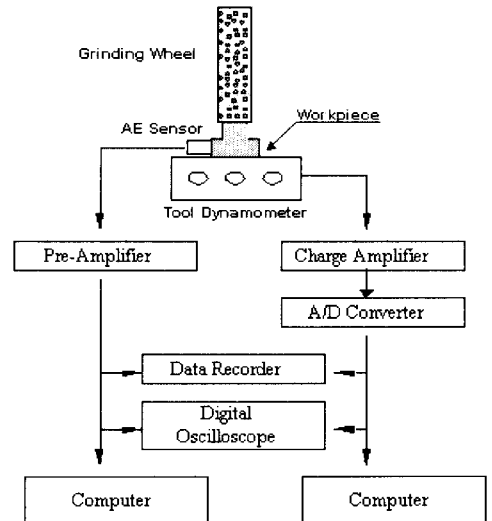 Grinding Wheel
AE Sensor
Workpiece
Tool Dynamometer
Pre-Amplifier
Charge Amplifier
A/D Converter
Data Recorder
Digital
Oscilloscope
Computer
Computer